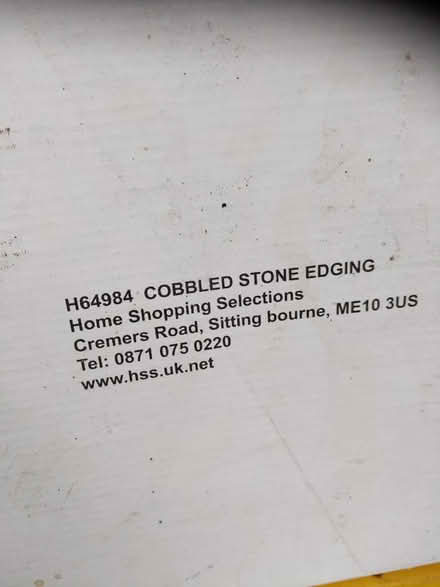 H64984 COBBLED STONE EDGING
Home Shopping Selections
Cremers Road, Sitting bourne, ME10 3US
Tel: 0871 075 0220
www.hss.uk.net